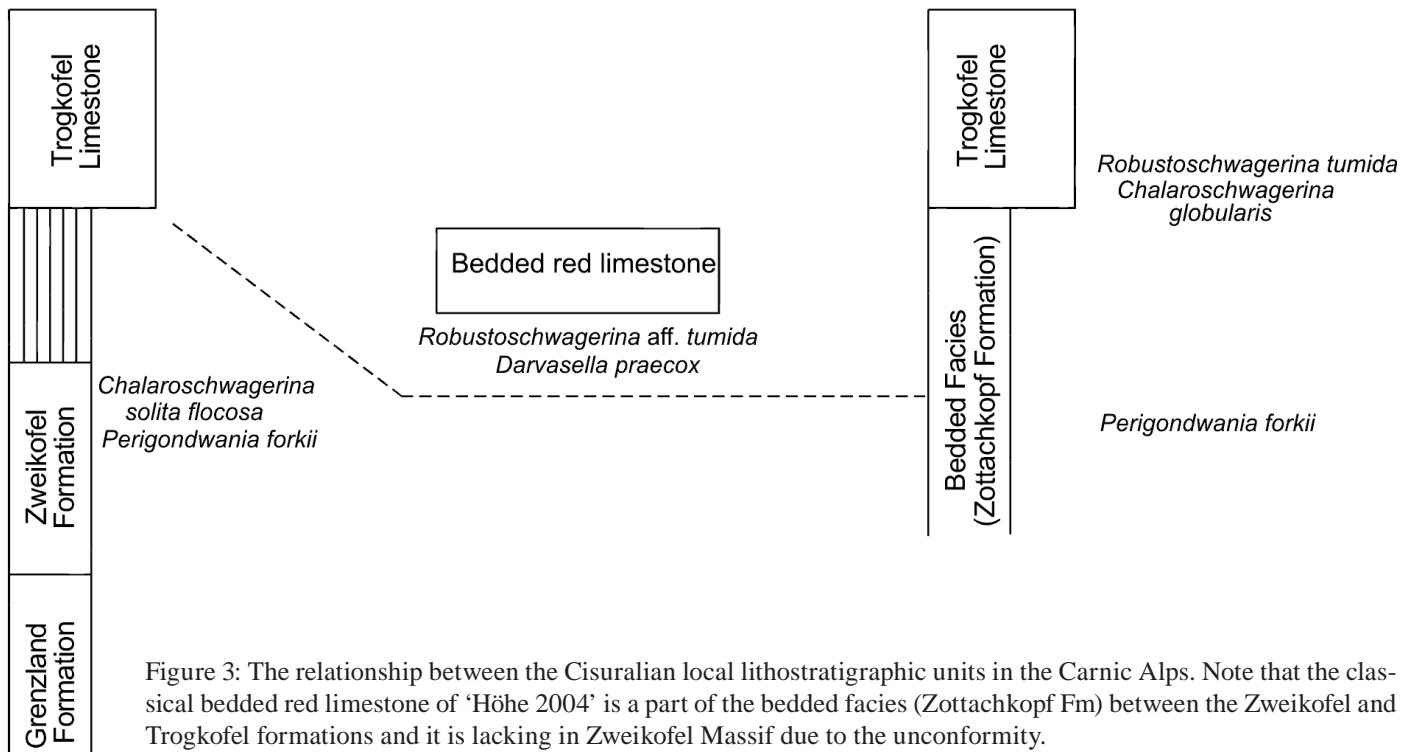 Trogkofel
Limestone
Zweikofel
Formation
Grenzland
Formation
Chalaroschwagerina
solita flocosa
Perigondwania forkii
Bedded red limestone
Robustoschwagerina aff. tumida
Darvasella praecox
Trogkofel
Limestone
Bedded Facies
(Zottachkopf Formation)
Robustoschwagerina tumida
Chalaroschwagerina
globularis
Perigondwania forkii
Figure 3: The relationship between the Cisuralian local lithostratigraphic units in the Carnic Alps. Note that the clas-
sical bedded red limestone of ‘Höhe 2004’ is a part of the bedded facies (Zottachkopf Fm) between the Zweikofel and
Trogkofel formations and it is lacking in Zweikofel Massif due to the unconformity.